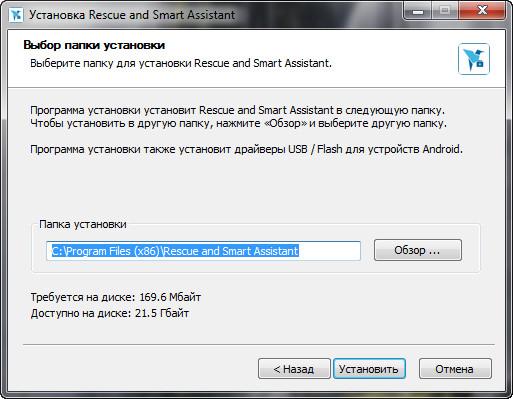 Установка Rescue and Smart Assistant
Выбор папки установки
Выберите папку для установки Rescue and Smart Assistant.
Программа установки установит Rescue and Smart Assistant в следующую папку.
Чтобы установить в другую папку, нажмите «Обзор» и выберите другую папку.
Программа установки также установит драйверы USB / Flash для устройств Android.
Папка установки
C:\Program Files (x86)\Rescue and Smart Assistant
Обзор ...
Требуется на диске: 169.6 Мбайт
Доступно на диске: 21.5 Гбайт
< Назад
Установить
Отмена